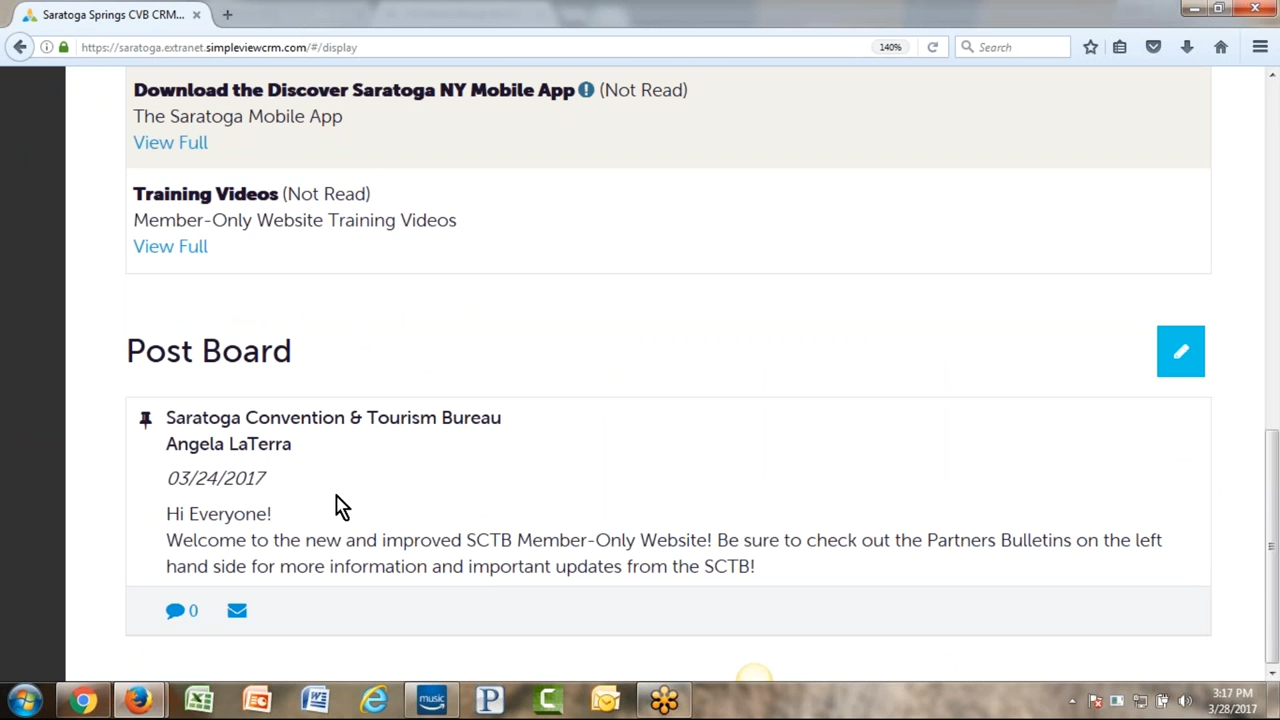 Saratoga Springs CVB CRM...
https://saratoga.extranet.simpleviewcrm.com/#/display
140%
Search
Download the Discover Saratoga NY Mobile App (Not Read)
The Saratoga Mobile App
View Full
Training Videos (Not Read)
Member-Only Website Training Videos
View Full
Post Board
Saratoga Convention & Tourism Bureau
Angela LaTerra
03/24/2017
Hi Everyone!
Welcome to the new and improved SCTB Member-Only Website! Be sure to check out the Partners Bulletins on the left
hand side for more information and important updates from the SCTB!
0
music
3:17 PM
3/28/2017